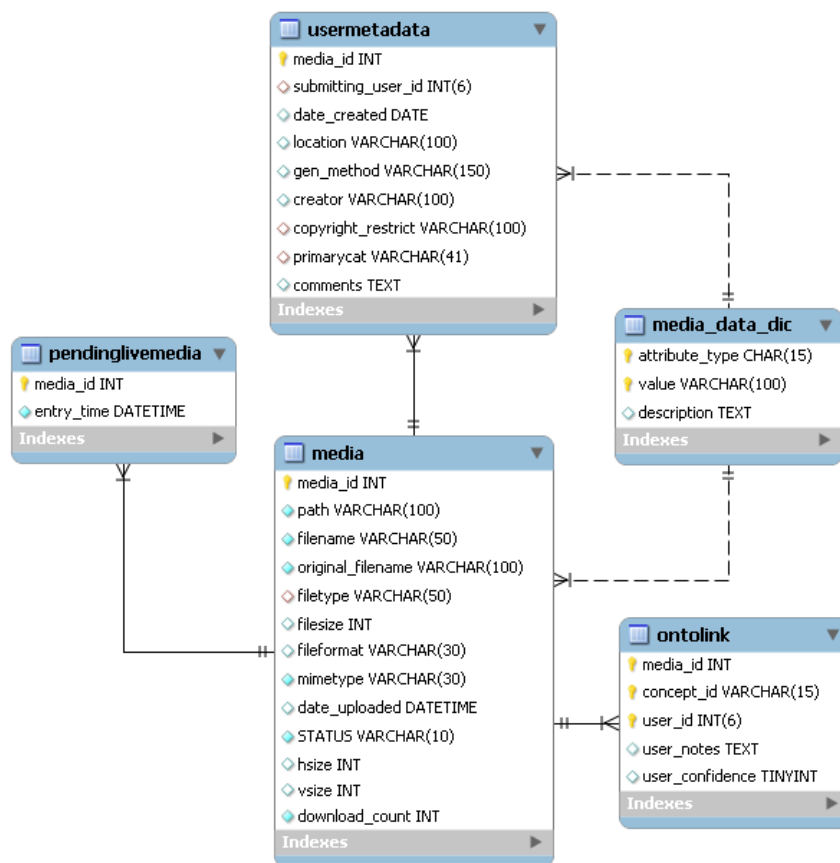 usermetadata
media_id INT
submitting_user_id INT(6)
date_created DATE
location VARCHAR(100)
gen_method VARCHAR(150)
creator VARCHAR(100)
copyright_restrict VARCHAR(100)
primarycat VARCHAR(41)
comments TEXT
Indexes
pendinglivemedia
media_id INT
entry_time DATETIME
Indexes
media_data_dic
attribute_type CHAR(15)
value VARCHAR(100)
description TEXT
Indexes
media
media_id INT
path VARCHAR(100)
filename VARCHAR(50)
original_filename VARCHAR(100)
filetype VARCHAR(50)
filesize INT
fileformat VARCHAR(30)
mimetype VARCHAR(30)
date_uploaded DATETIME
STATUS VARCHAR(10)
hsize INT
vsize INT
download_count INT
Indexes
ontolink
media_id INT
concept_id VARCHAR(15)
user_id INT(6)
user_notes TEXT
user_confidence TINYINT
Indexes